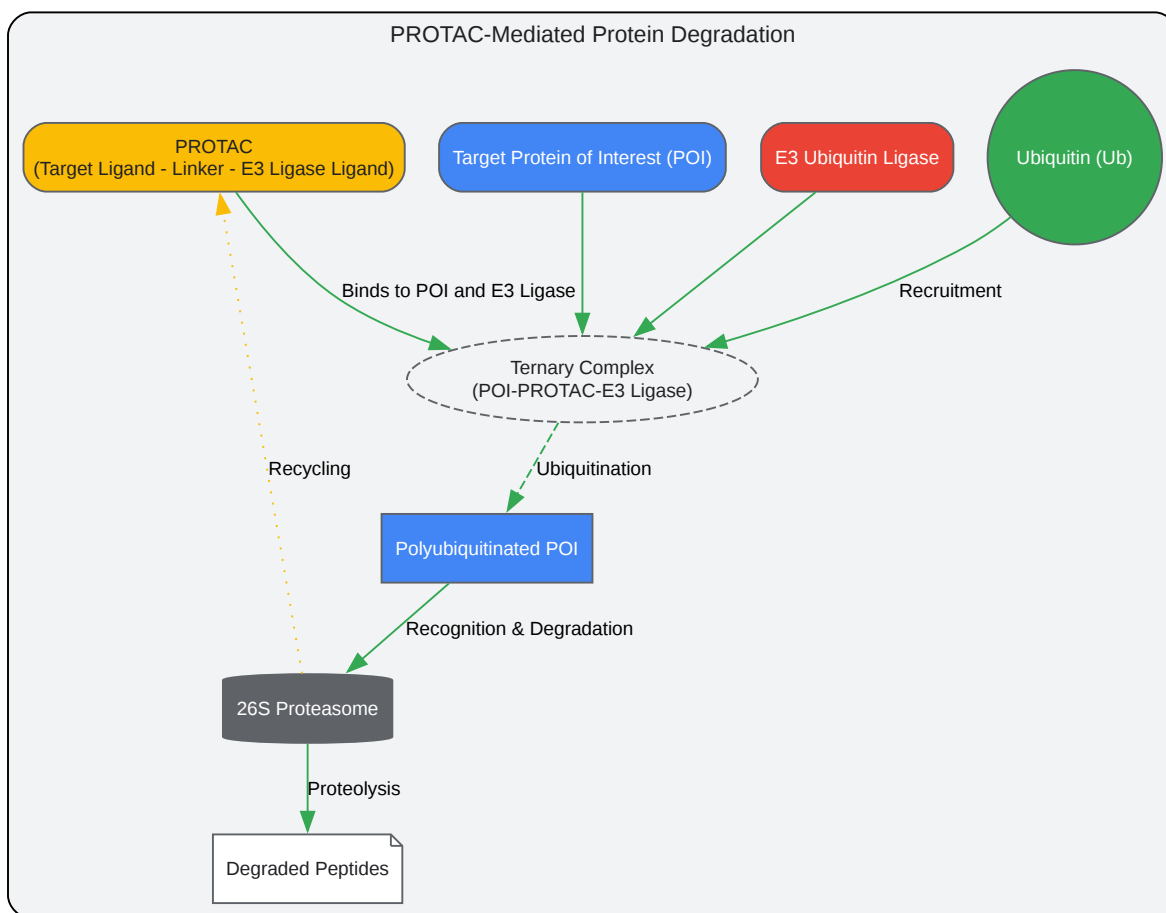 PROTAC-Mediated Protein Degradation
PROTAC
(Target Ligand - Linker - E3 Ligase Ligand)
Target Protein of Interest (POI)
E3 Ubiquitin Ligase
Ubiquitin (Ub)
Binds to POI and E3 Ligase
Recruitment
Ternary Complex
(POI-PROTAC-E3 Ligase)
Recycling
Ubiquitination
Polyubiquitinated POI
Recognition & Degradation
26S Proteasome
Proteolysis
Degraded Peptides